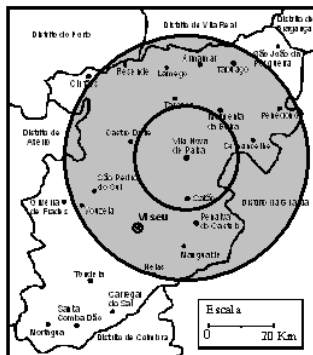 Distrito do Porto
Distrito de Vila Real
Distrito de
Bragança
São João da
Pesqueira
Armamar
Tabuaço
Resende
Lamego
Cinfães
Tarouca
Penedono
Moimenta
da Beira
Distrito de
Aveiro
Castro Daire
Sernancelhe
Vila Nova
de Paiva
São Pedro
do Sul
Oliveira
de Frades
Vouzela
Satão
Distrito da Guarda
Viseu
Penalva
do Castelo
Mangualde
Nelas
Tondela
Carregal
do Sal
Santa
Comba Dão
Mortágua
Distrito de Coimbra
Escala
0
20 Km